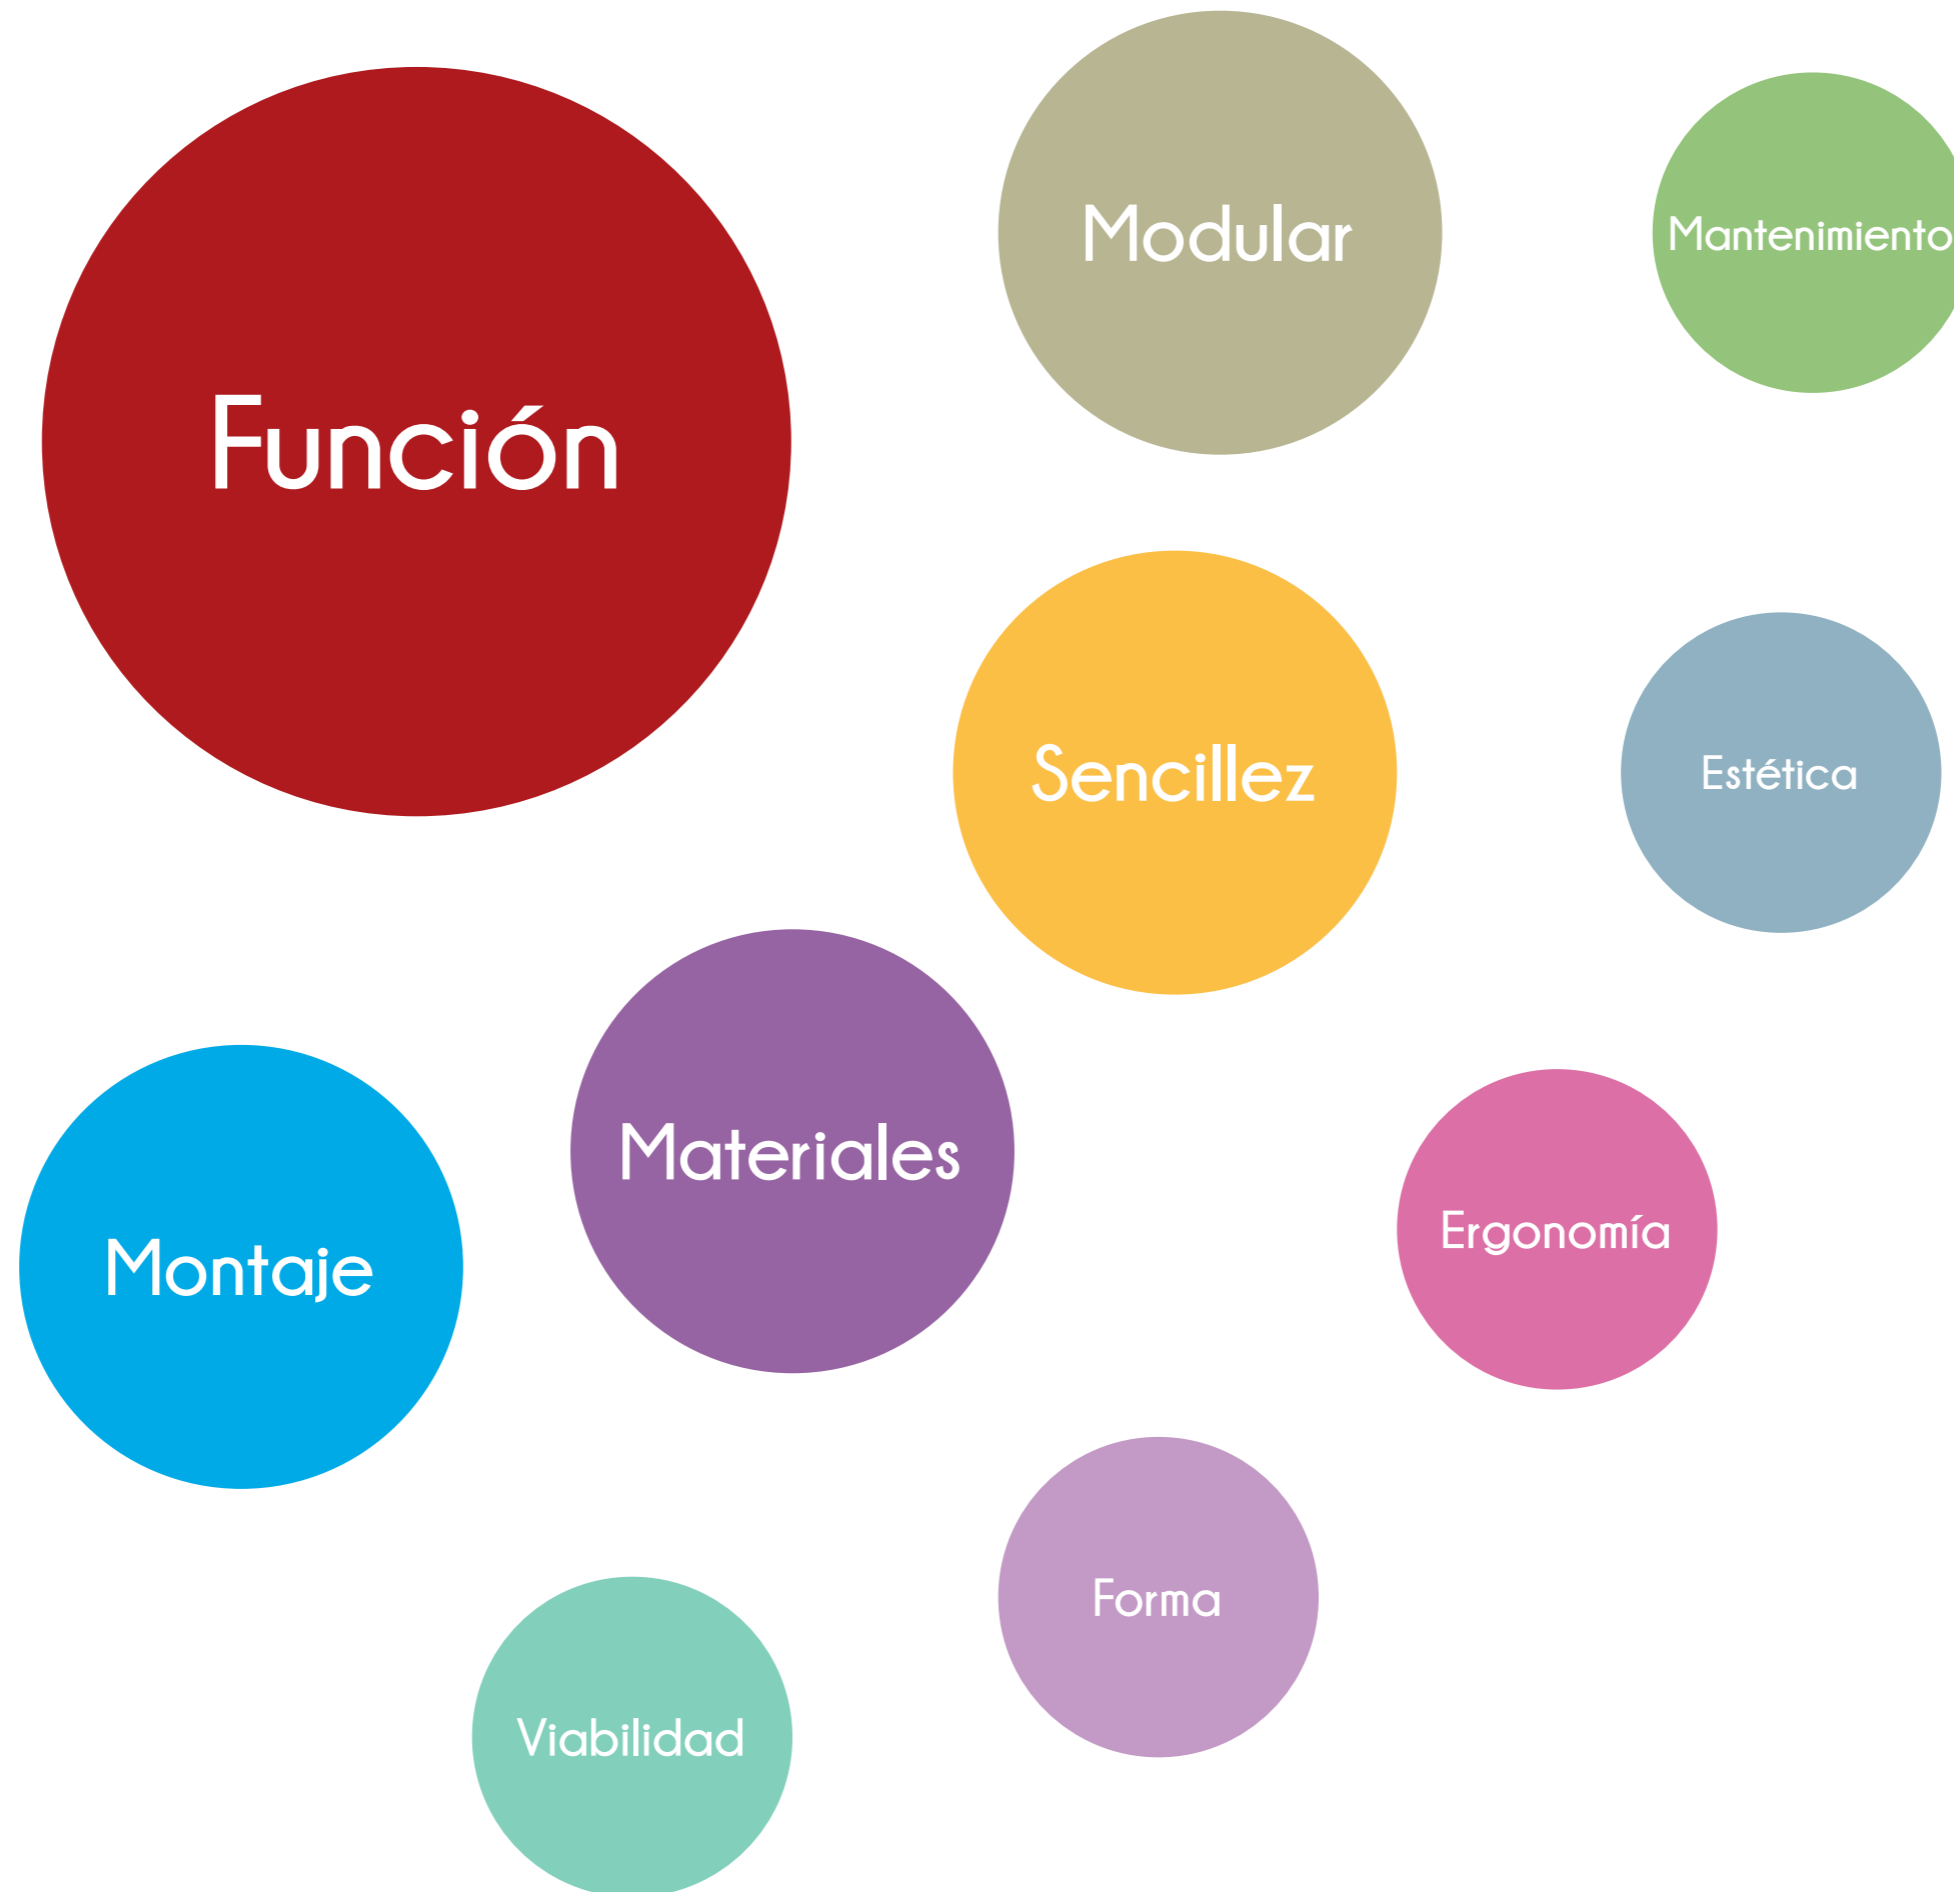 Función
Modular
Mantenimiento
Sencillez
Estética
Materiales
Montaje
Ergonomía
Forma
Viabilidad